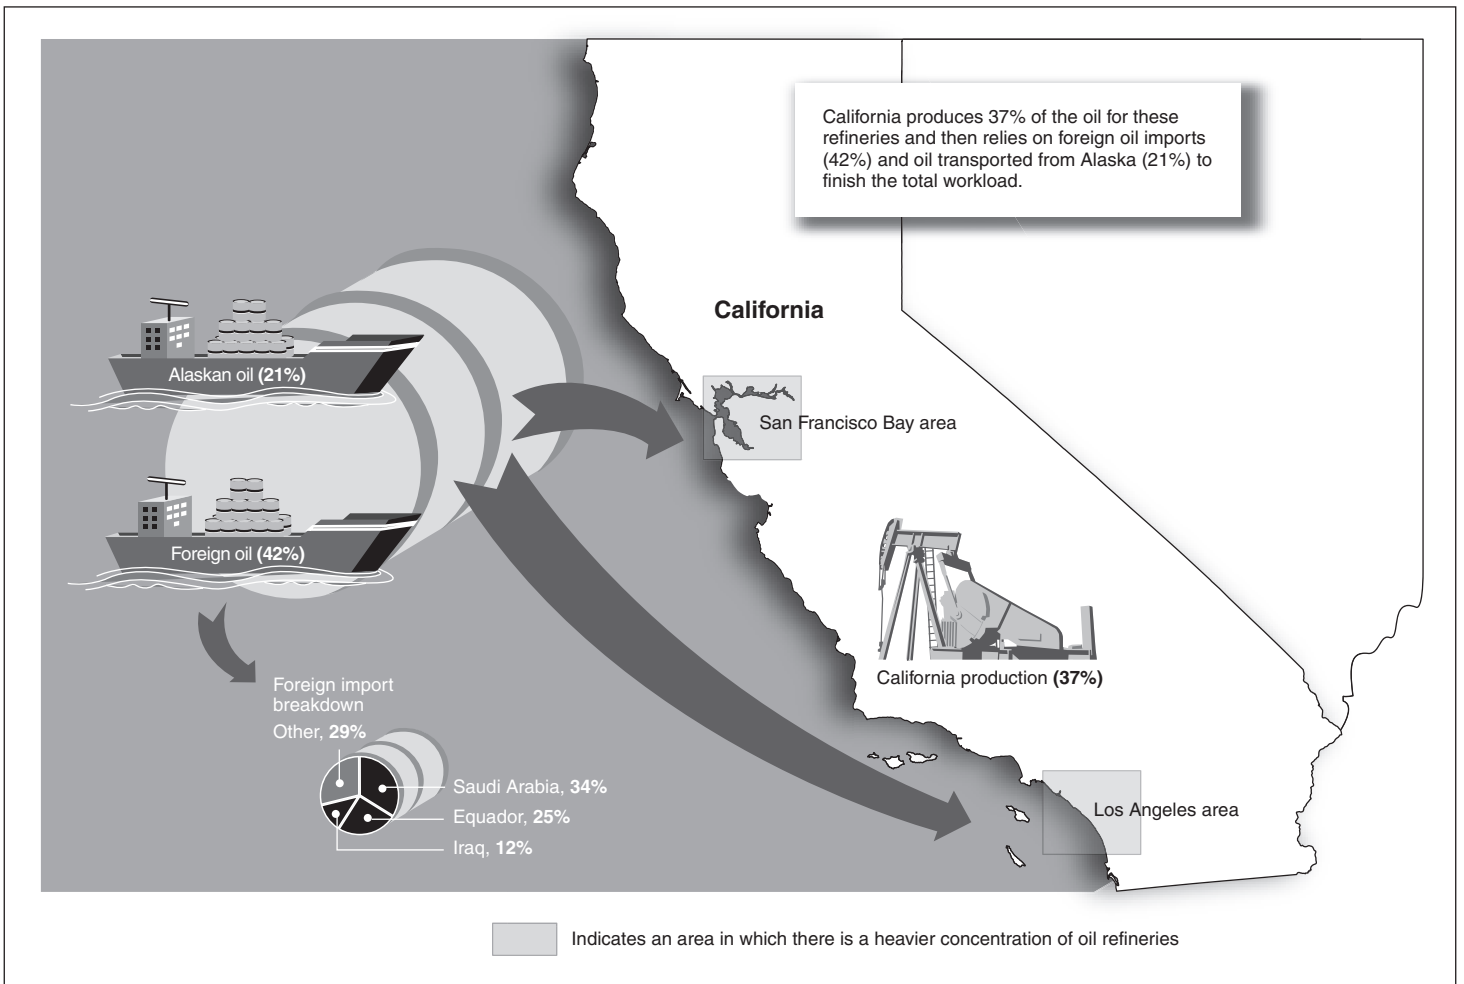 California produces 37% of the oil for these
refineries and then relies on foreign oil imports
(42%) and oil transported from Alaska (21%) to
finish the total workload.
California
Alaskan oil (21%)
San Francisco Bay area
Foreign oil (42%)
California production (37%)
Foreign import
breakdown
Other, 29%
Saudi Arabia, 34%
Equador, 25%
Iraq, 12%
Los Angeles area
Indicates an area in which there is a heavier concentration of oil refineries